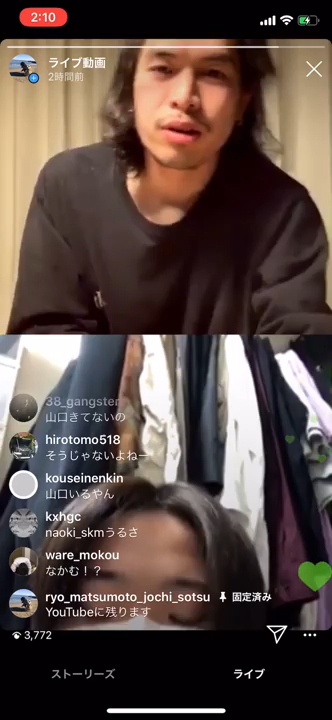 2:10
ライブ動画
2時間前
38_gangster
山口きてないの
hirotomo518
そうじゃないよねー
kouseinenkin
山口いるやん
kxhgc
naoki_skmうるさ
ware_mokou
なかむ！？
ryo_matsumoto_jochi_sotsu 固定済み
YouTubeに残ります
3,772
ストーリーズ ライブ